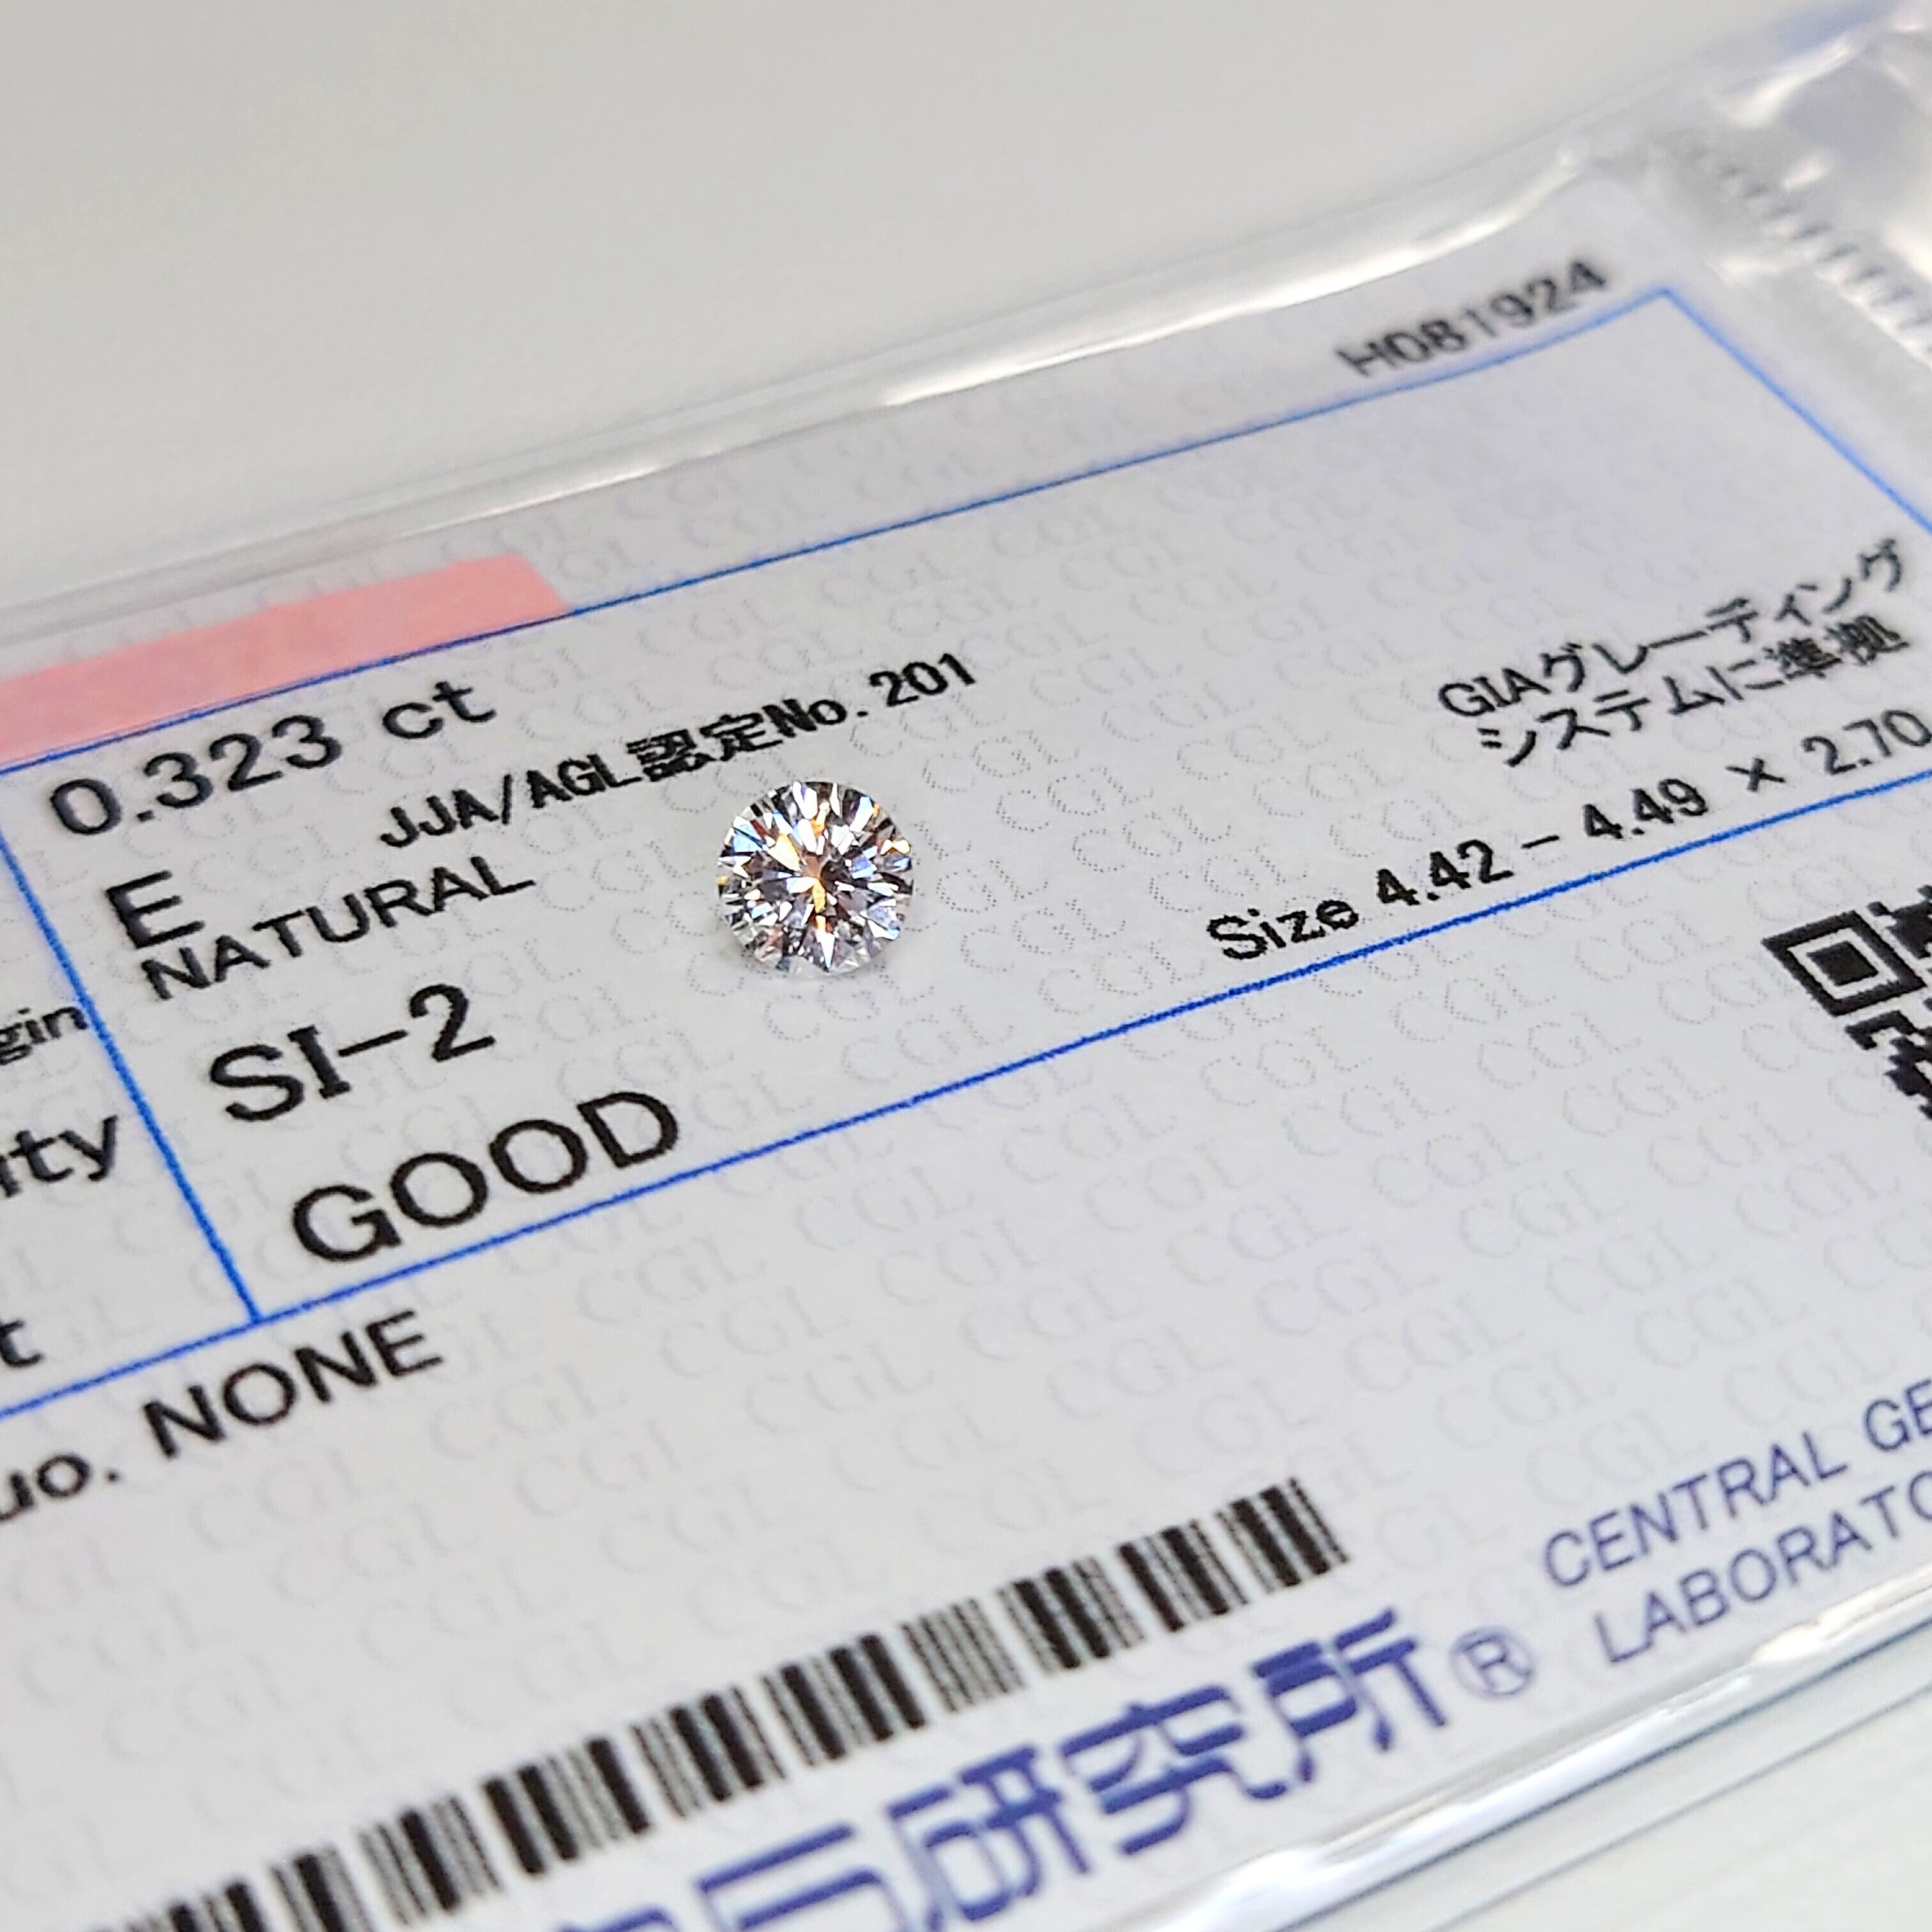 H081924
0.323 ct
JJA/AGL認定No.201
GIAグレーディング
システムに準拠
E
NATURAL
Size 4.42 - 4.49 × 2.70
gin
SI-2
ity
GOOD
t
uo. NONE
CENTRAL GE
LABORATO
研究所®